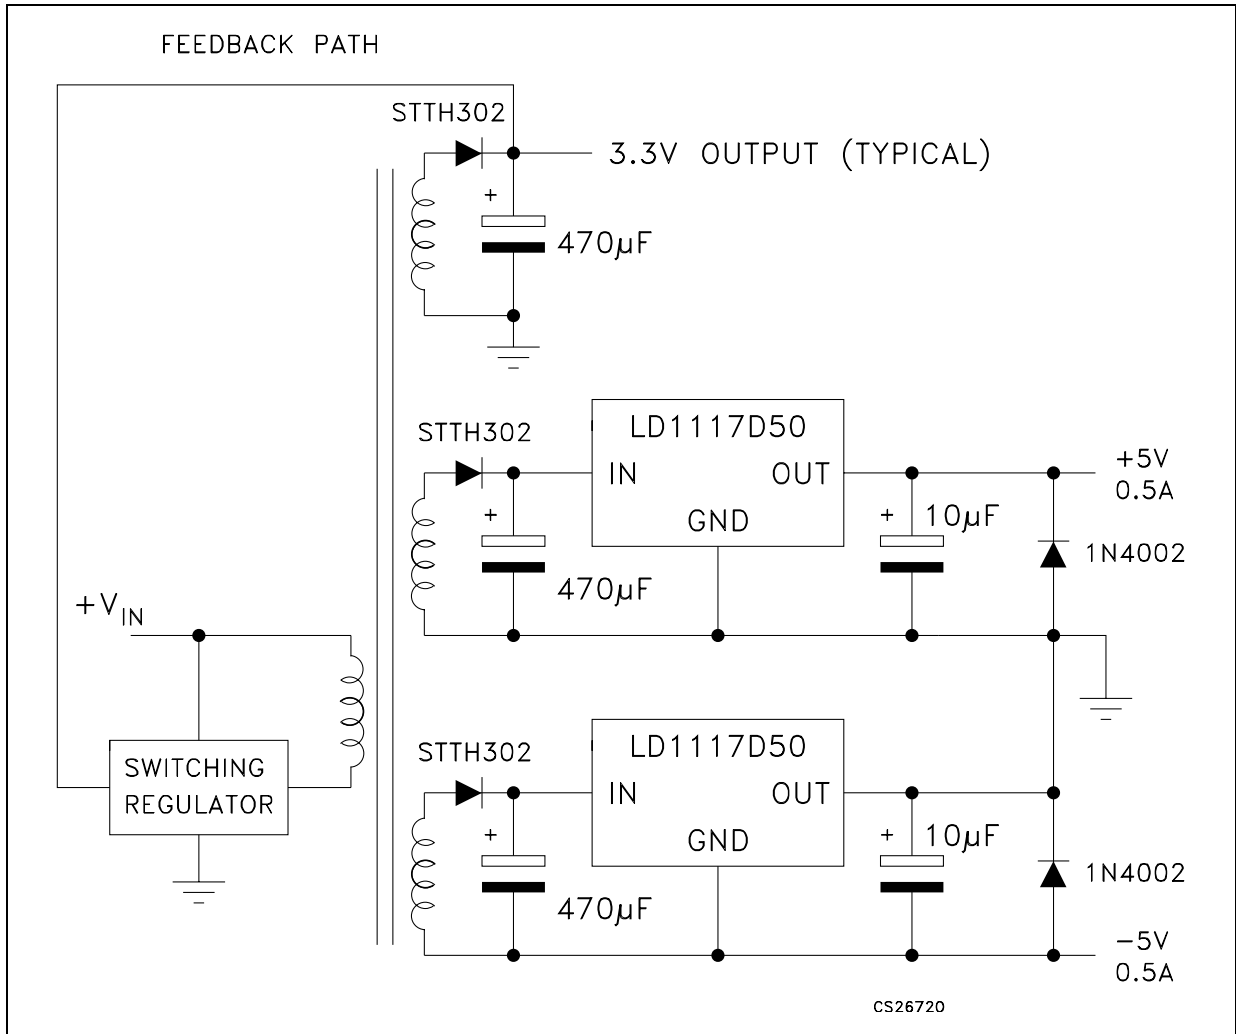 FEEDBACK PATH
STTH302
3.3V OUTPUT (TYPICAL)
+
470µF
STTH302
LD1117D50
IN
OUT
GND
+
470µF
+
10µF
+5V
0.5A
1N4002
+VIN
SWITCHING
REGULATOR
STTH302
LD1117D50
IN
OUT
GND
+
470µF
+
10µF
1N4002
−5V
0.5A
CS26720